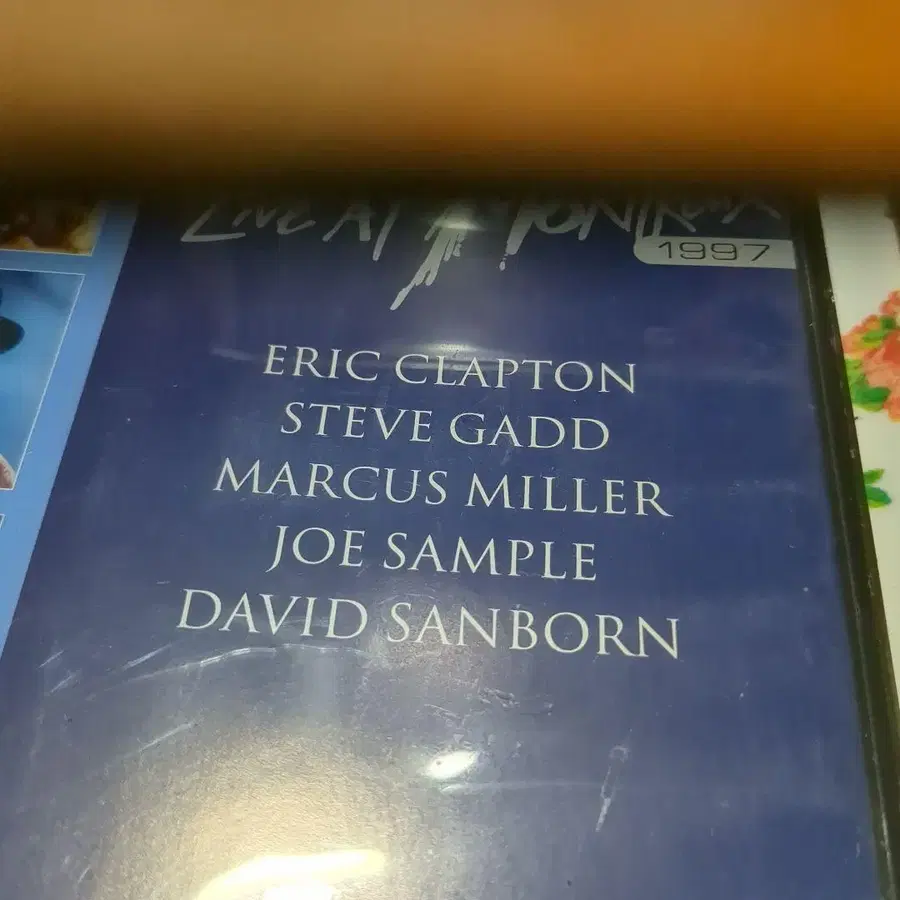 LIVE AT MONTREUX
1997
ERIC CLAPTON
STEVE GADD
MARCUS MILLER
JOE SAMPLE
DAVID SANBORN